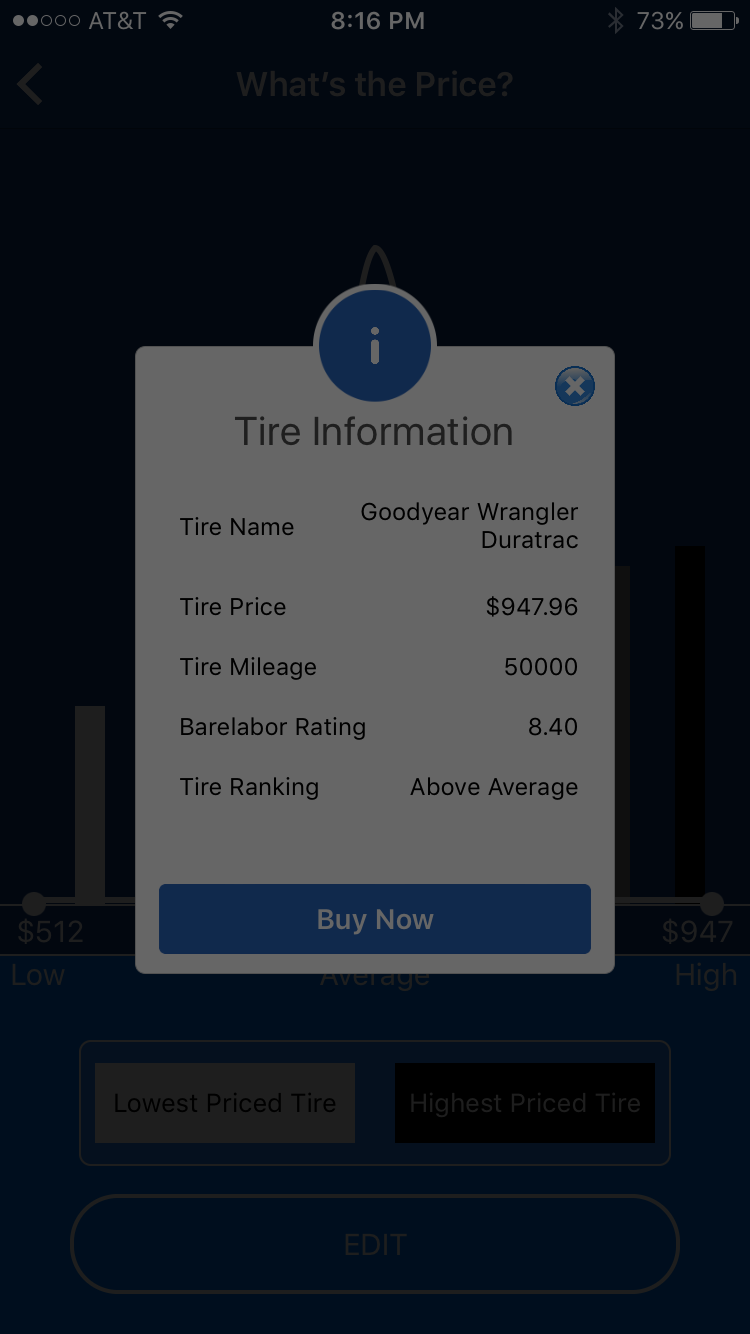 AT&T 8:16 PM 73%
What's the Price?
Tire Information
Tire Name Goodyear Wrangler
Duratrac
Tire Price $947.96
Tire Mileage 50000
Barelabor Rating 8.40
Tire Ranking Above Average
Buy Now
$512 $947
Low Average High
Lowest Priced Tire Highest Priced Tire
EDIT